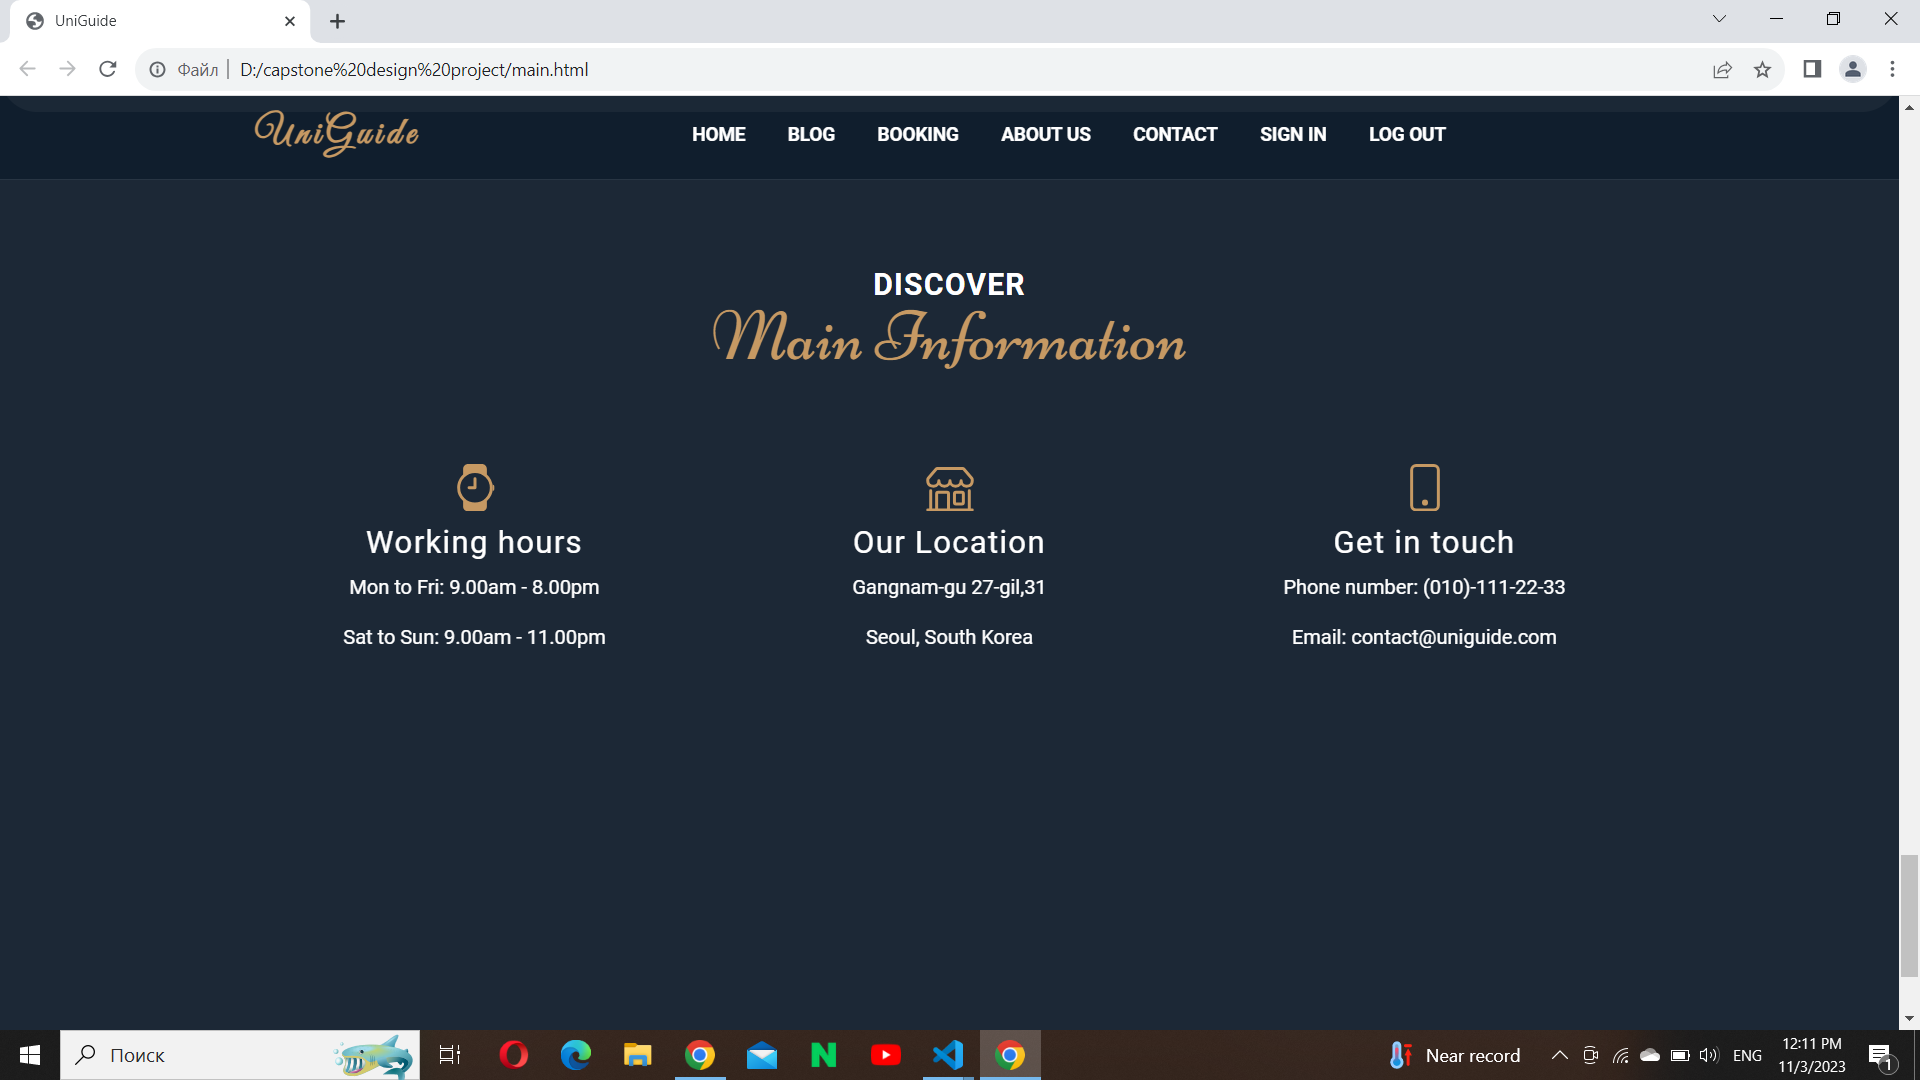 UniGuide
Файл
D:/capstone%20design%20project/main.html
UniGuide
HOME BLOG BOOKING ABOUT US CONTACT SIGN IN LOG OUT
DISCOVER
Main Information
Working hours
Mon to Fri: 9.00am - 8.00pm
Sat to Sun: 9.00am - 11.00pm
Our Location
Gangnam-gu 27-gil,31
Seoul, South Korea
Get in touch
Phone number: (010)-111-22-33
Email: contact@uniguide.com
Поиск
N
Near record
ENG
12:11 PM
11/3/2023
1